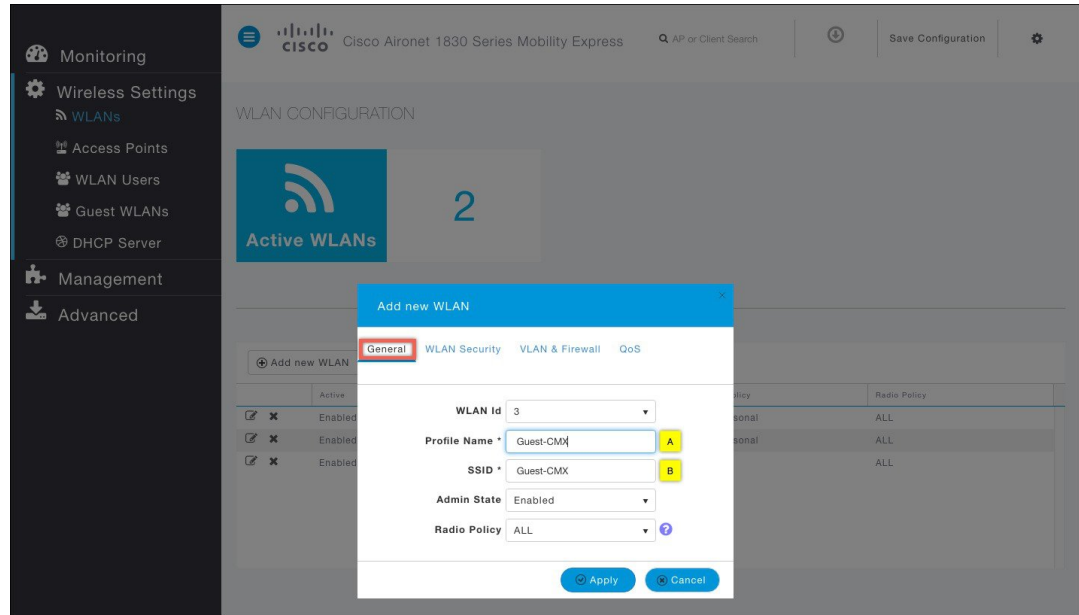 Monitoring
Wireless Settings
WLANs
Access Points
WLAN Users
Guest WLANs
DHCP Server
Management
Advanced
CISCO
Cisco Aironet 1830 Series Mobility Express
AP or Client Search
Save Configuration
WLAN CONFIGURATION
Active WLANs
2
Add new WLAN
Active
Radio Policy
Enabled
sonal
ALL
Enabled
sonal
ALL
Enabled
ALL
Add new WLAN
General
WLAN Security
VLAN & Firewall
QoS
WLAN Id
3
Profile Name *
Guest-CMX
A
SSID *
Guest-CMX
B
Admin State
Enabled
Radio Policy
ALL
?
Apply
Cancel